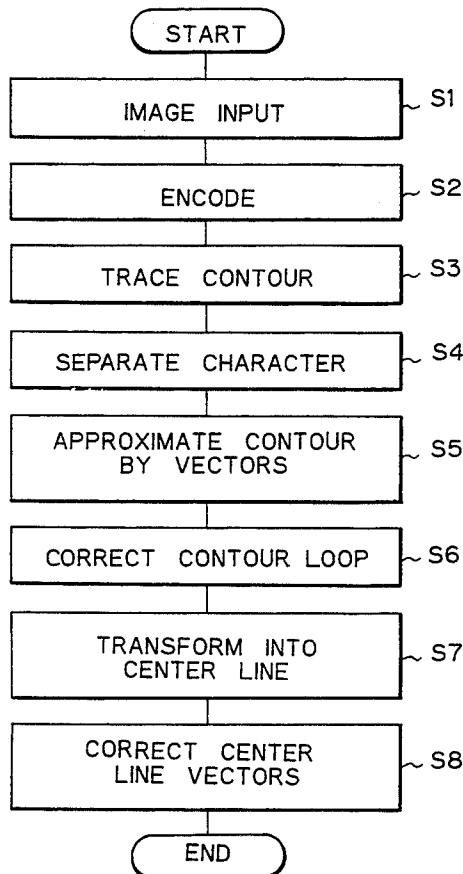 START
IMAGE INPUT
S1
ENCODE
S2
TRACE CONTOUR
S3
SEPARATE CHARACTER
S4
APPROXIMATE CONTOUR
BY VECTORS
S5
CORRECT CONTOUR LOOP
S6
TRANSFORM INTO
CENTER LINE
S7
CORRECT CENTER
LINE VECTORS
S8
END